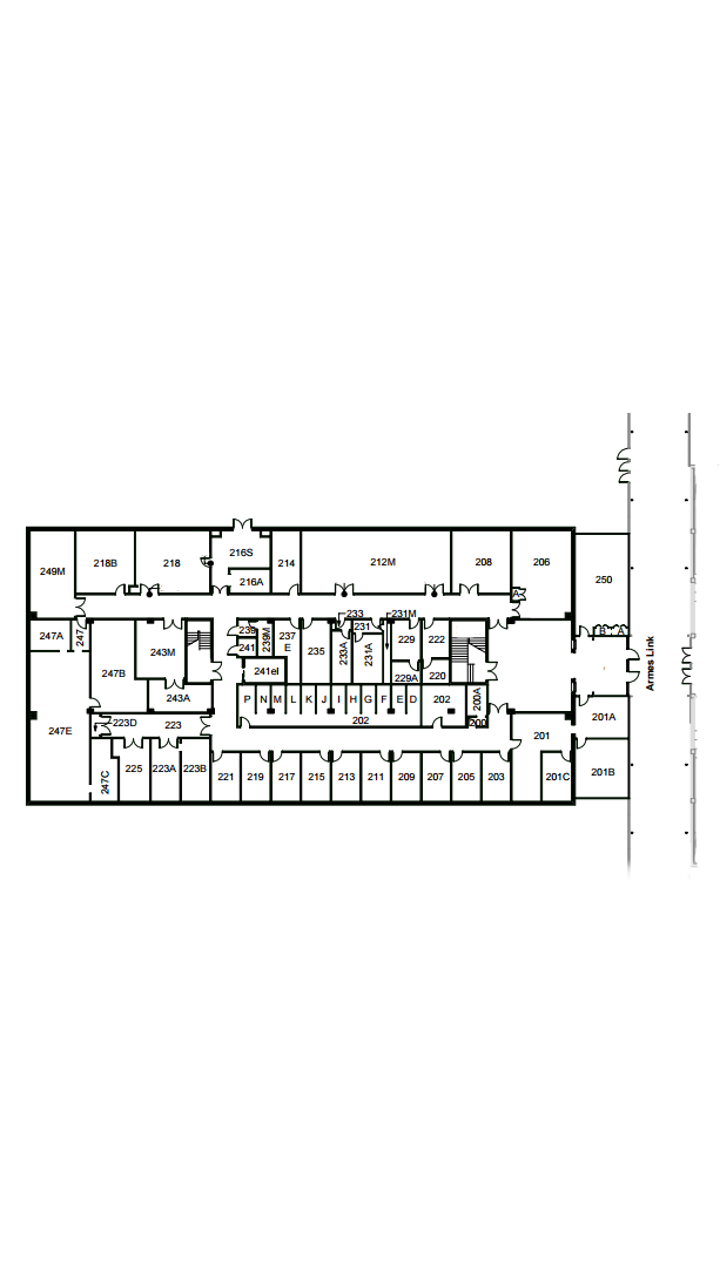 249M
218B
218
216S
216A
214
212M
208
206
A
250
B
A
247A
247
243M
239
241
239M
237
E
235
233
233A
231
231A
231M
229
222
229A
220
247B
241el
243A
P
N
M
L
K
J
I
H
G
F
E
D
202
200A
200
202
223D
223
247E
201
201A
201B
201C
247C
225
223A
223B
221
219
217
215
213
211
209
207
205
203
Armes Link